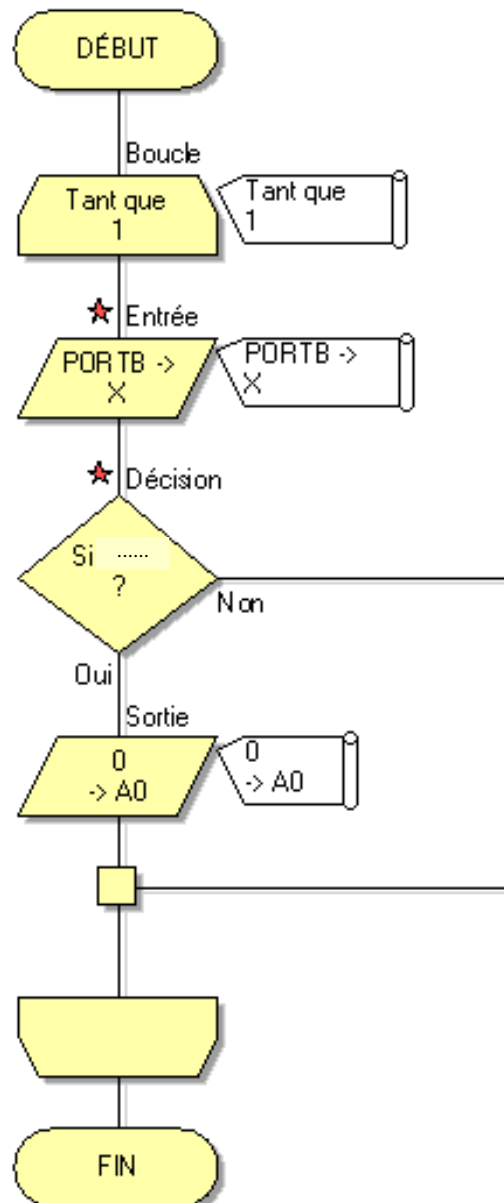 DÉBUT
Boucle
Tant que
1
Tant que
1
Entrée
PORTB ->
X
PORTB ->
X
Décision
Si ......
?
Non
Oui
Sortie
0
-> A0
0
-> A0
FIN